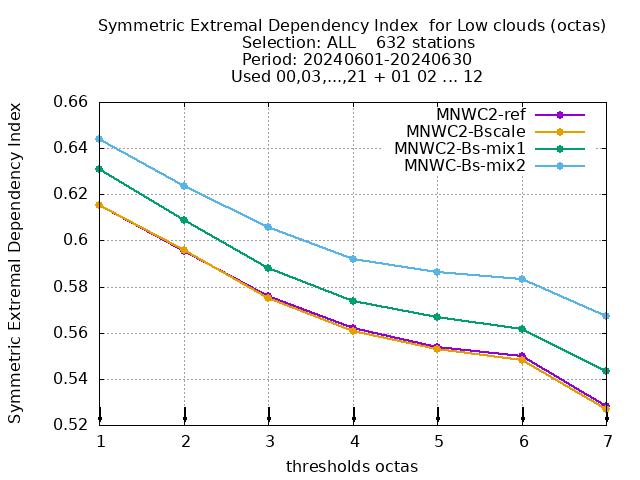 Symmetric Extremal Dependency Index  for Low clouds (octas)
Selection: ALL    632 stations
Period: 20240601-20240630
Used 00,03,...,21 + 01 02 ... 12
Symmetric Extremal Dependency Index
0.66
0.64
0.62
0.6
0.58
0.56
0.54
0.52
MNWC2-ref
MNWC2-Bscale
MNWC2-Bs-mix1
MNWC-Bs-mix2
1 2 3 4 5 6 7
thresholds octas